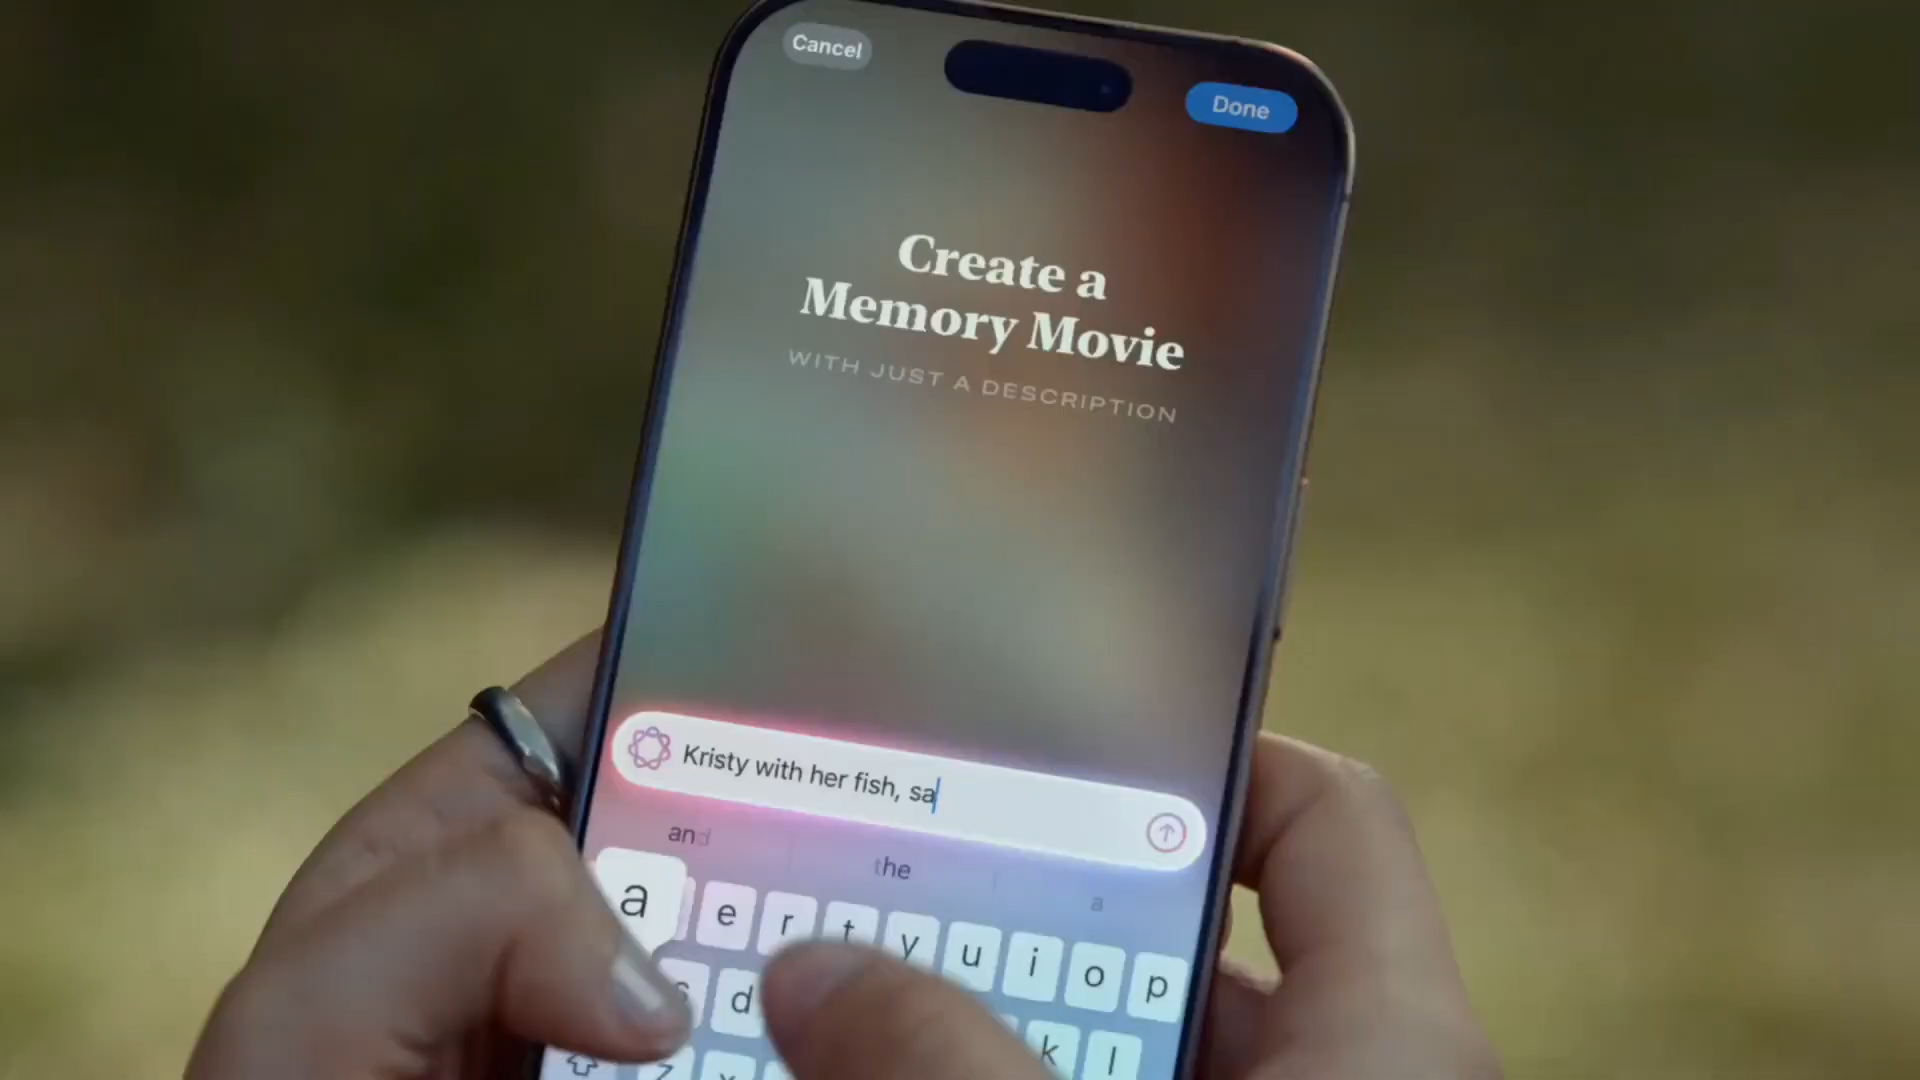 Cancel
Done
Create a
Memory Movie
WITH JUST A DESCRIPTION
Kristy with her fish, sa
and the a
a e r t y u i o p
s d k l
z x